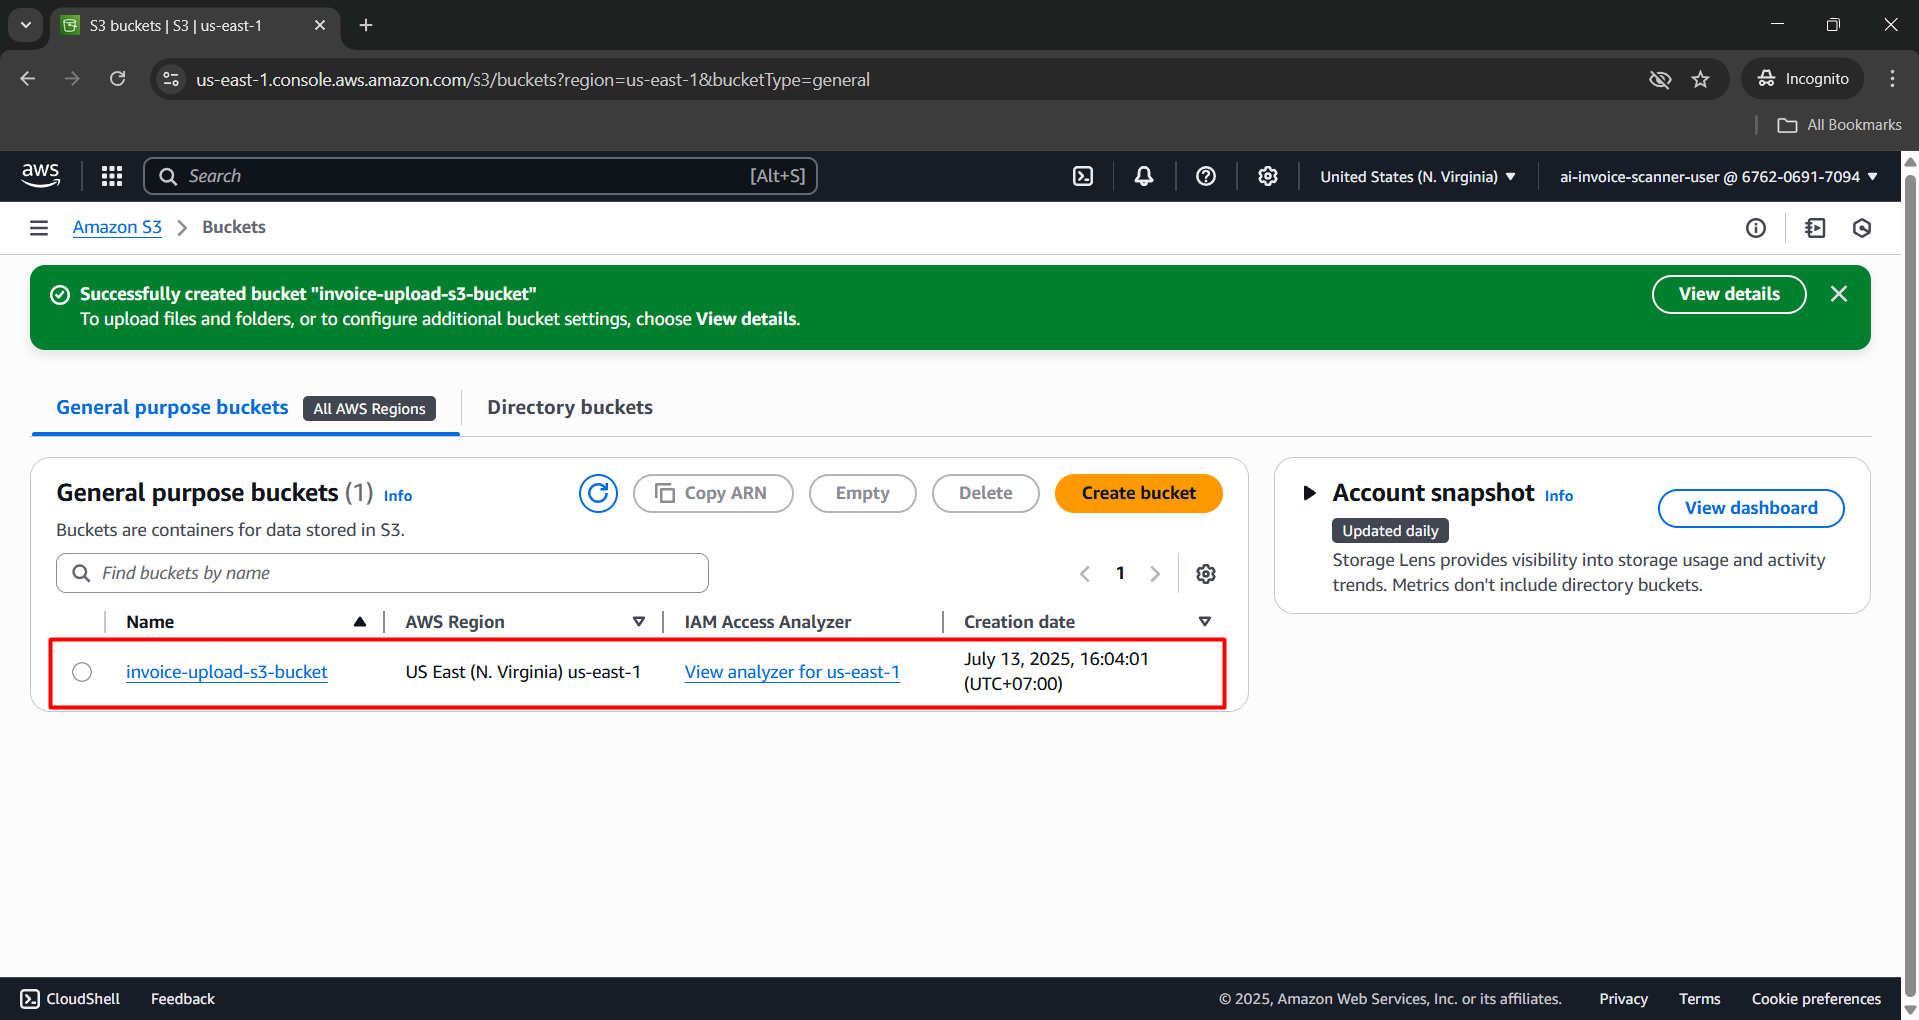 S3 buckets | S3 | us-east-1
us-east-1.console.aws.amazon.com/s3/buckets?region=us-east-1&bucketType=general
Incognito
All Bookmarks
aws
Search
[Alt+S]
United States (N. Virginia)
ai-invoice-scanner-user @ 6762-0691-7094
Amazon S3
Buckets
Successfully created bucket "invoice-upload-s3-bucket"
To upload files and folders, or to configure additional bucket settings, choose View details.
View details
General purpose buckets
All AWS Regions
Directory buckets
General purpose buckets (1) Info
Copy ARN
Empty
Delete
Create bucket
Buckets are containers for data stored in S3.
Find buckets by name
1
Name
AWS Region
IAM Access Analyzer
Creation date
invoice-upload-s3-bucket
US East (N. Virginia) us-east-1
View analyzer for us-east-1
July 13, 2025, 16:04:01
(UTC+07:00)
Account snapshot Info
Updated daily
View dashboard
Storage Lens provides visibility into storage usage and activity
trends. Metrics don't include directory buckets.
CloudShell
Feedback
© 2025, Amazon Web Services, Inc. or its affiliates.
Privacy
Terms
Cookie preferences